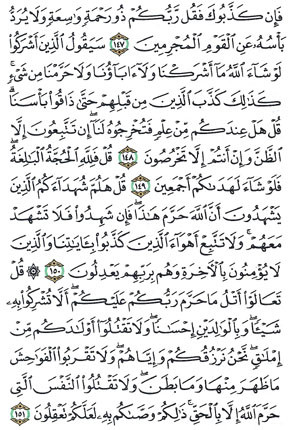 فَإِن كَذَّبُوكَ فَقُل رَّبُّكُمْ ذُو رَحْمَةٍ وَاسِعَةٍ وَلَا يُرَدُّ
بَأْسُهُۥ عَنِ ٱلْقَوْمِ ٱلْمُجْرِمِينَ ١٤٧ سَيَقُولُ ٱلَّذِينَ أَشْرَكُوا۟
لَوْ شَآءَ ٱللَّهُ مَآ أَشْرَكْنَا وَلَآ ءَابَآؤُنَا وَلَا حَرَّمْنَا مِن شَىْءٍ ۚ
كَذَٰلِكَ كَذَّبَ ٱلَّذِينَ مِن قَبْلِهِمْ حَتَّىٰ ذَاقُوا۟ بَأْسَنَا ۗ
قُلْ هَلْ عِندَكُم مِّنْ عِلْمٍ فَتُخْرِجُوهُ لَنَآ ۖ إِن تَتَّبِعُونَ إِلَّا
ٱلظَّنَّ وَإِنْ أَنتُمْ إِلَّا تَخْرُصُونَ ١٤٨ قُلْ فَلِلَّهِ ٱلْحُجَّةُ ٱلْبَٰلِغَةُ ۖ
فَلَوْ شَآءَ لَهَدَىٰكُمْ أَجْمَعِينَ ١٤٩ قُلْ هَلُمَّ شُهَدَآءَكُمُ ٱلَّذِينَ
يَشْهَدُونَ أَنَّ ٱللَّهَ حَرَّمَ هَٰذَا ۖ فَإِن شَهِدُوا۟ فَلَا تَشْهَدْ
مَعَهُمْ ۚ وَلَا تَتَّبِعْ أَهْوَآءَ ٱلَّذِينَ كَذَّبُوا۟ بِـَٔايَٰتِنَا وَٱلَّذِينَ
لَا يُؤْمِنُونَ بِٱلْـَٔاخِرَةِ وَهُم بِرَبِّهِمْ يَعْدِلُونَ ١٥٠ ۞ قُلْ
تَعَالَوْا۟ أَتْلُ مَا حَرَّمَ رَبُّكُمْ عَلَيْكُمْ ۖ أَلَّا تُشْرِكُوا۟ بِهِۦ
شَيْـًٔا ۖ وَبِٱلْوَٰلِدَيْنِ إِحْسَٰنًا ۖ وَلَا تَقْتُلُوٓا۟ أَوْلَٰدَكُم مِّنْ
إِمْلَٰقٍ ۖ نَّحْنُ نَرْزُقُكُمْ وَإِيَّاهُمْ ۖ وَلَا تَقْرَبُوا۟ ٱلْفَوَٰحِشَ
مَا ظَهَرَ مِنْهَا وَمَا بَطَنَ ۖ وَلَا تَقْتُلُوا۟ ٱلنَّفْسَ ٱلَّتِى
حَرَّمَ ٱللَّهُ إِلَّا بِٱلْحَقِّ ۚ ذَٰلِكُمْ وَصَّىٰكُم بِهِۦ لَعَلَّكُمْ تَعْقِلُونَ ١٥١